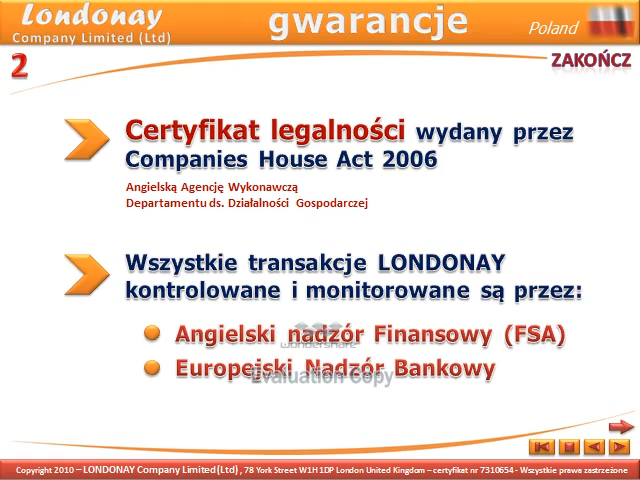 Londonay
Company Limited (Ltd)
gwarancje
Poland
2
ZAKOŃCZ
Certyfikat legalności wydany przez
Companies House Act 2006
Angielską Agencję Wykonawczą
Departamentu ds. Działalności Gospodarczej
Wszystkie transakcje LONDONAY
kontrolowane i monitorowane są przez:
Angielski nadzór Finansowy (FSA)
wondershare
Europejski Nadzór Bankowy
Evaluation Copy
Copyright 2010 – LONDONAY Company Limited (Ltd) , 78 York Street W1H 1DP London United Kingdom – certyfikat nr 7310654 - Wszystkie prawa zastrzeżone